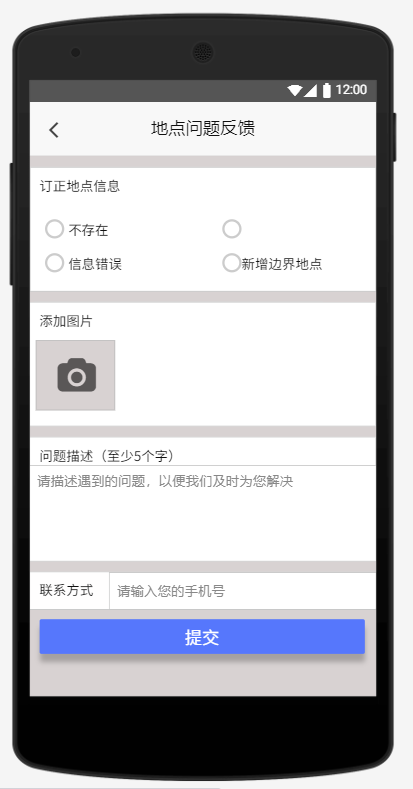 12:00
地点问题反馈
订正地点信息
不存在
信息错误 新增边界地点
添加图片
问题描述（至少5个字）
请描述遇到的问题，以便我们及时为您解决
联系方式 请输入您的手机号
提交